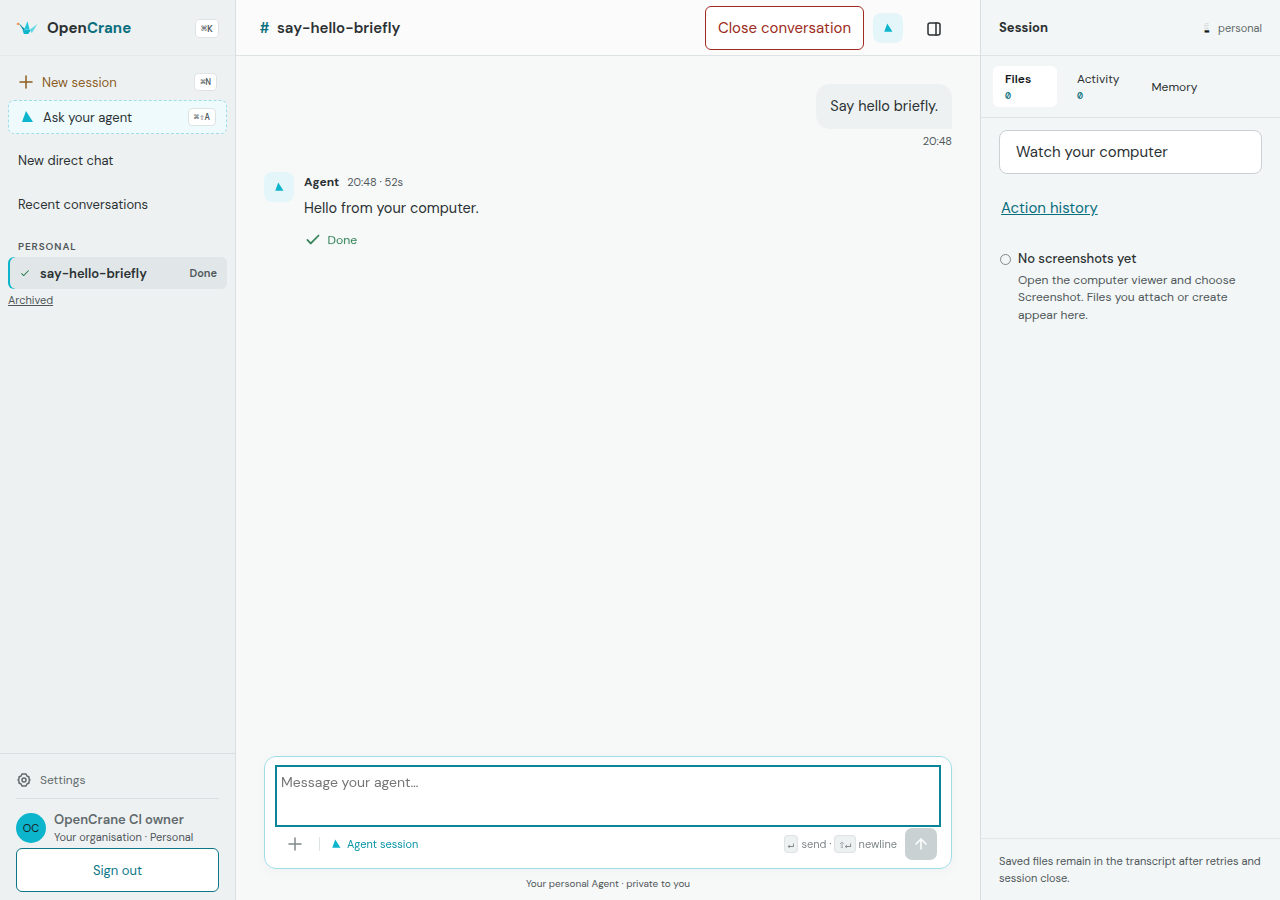 OpenCrane ⌘K
New session ⌘N
Ask your agent ⌘⇧A
New direct chat
Recent conversations
PERSONAL
say-hello-briefly Done
Archived
Settings
OC OpenCrane CI owner
Your organisation · Personal
Sign out
# say-hello-briefly Close conversation
Say hello briefly.
20:48
Agent 20:48 · 52s
Hello from your computer.
Done
Message your agent…
Agent session ↵ send · ⇧↵ newline
Your personal Agent · private to you
Session personal
Files 0 Activity 0 Memory
Watch your computer
Action history
No screenshots yet
Open the computer viewer and choose
Screenshot. Files you attach or create
appear here.
Saved files remain in the transcript after retries and
session close.